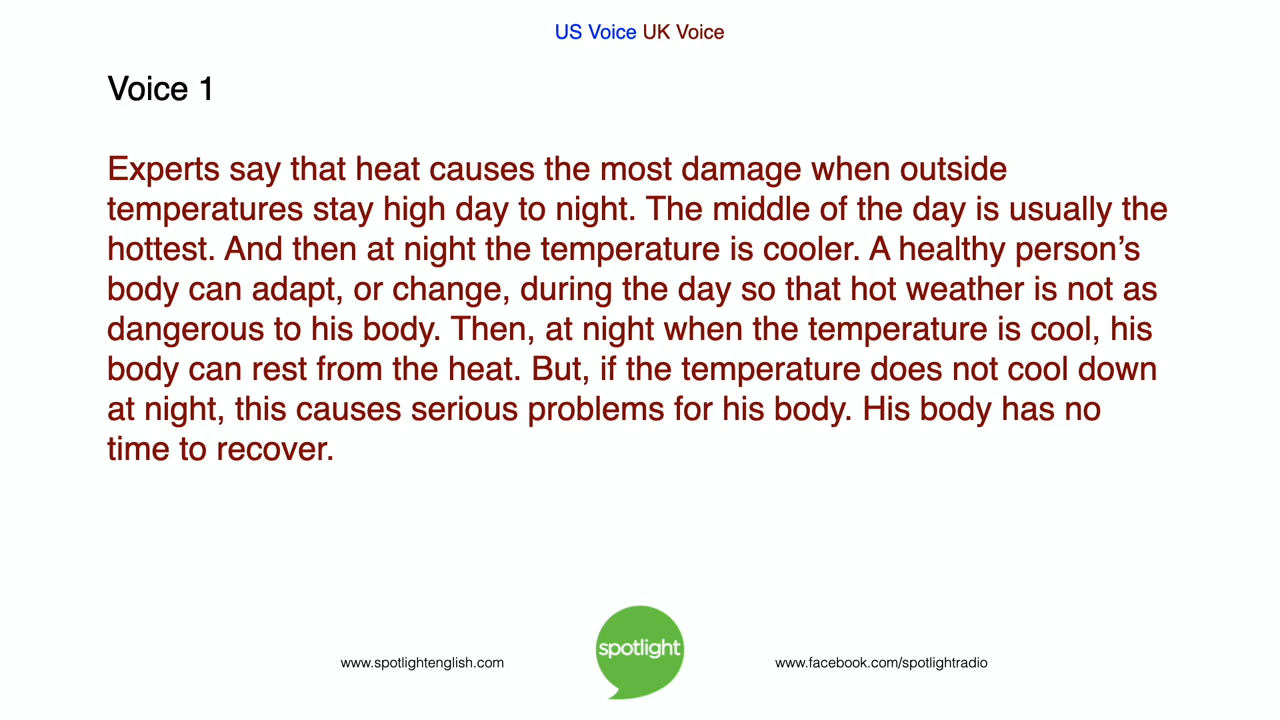 US Voice UK Voice
Voice 1
Experts say that heat causes the most damage when outside
temperatures stay high day to night. The middle of the day is usually the
hottest. And then at night the temperature is cooler. A healthy person’s
body can adapt, or change, during the day so that hot weather is not as
dangerous to his body. Then, at night when the temperature is cool, his
body can rest from the heat. But, if the temperature does not cool down
at night, this causes serious problems for his body. His body has no
time to recover.
www.spotlightenglish.com
spotlight
www.facebook.com/spotlightradio